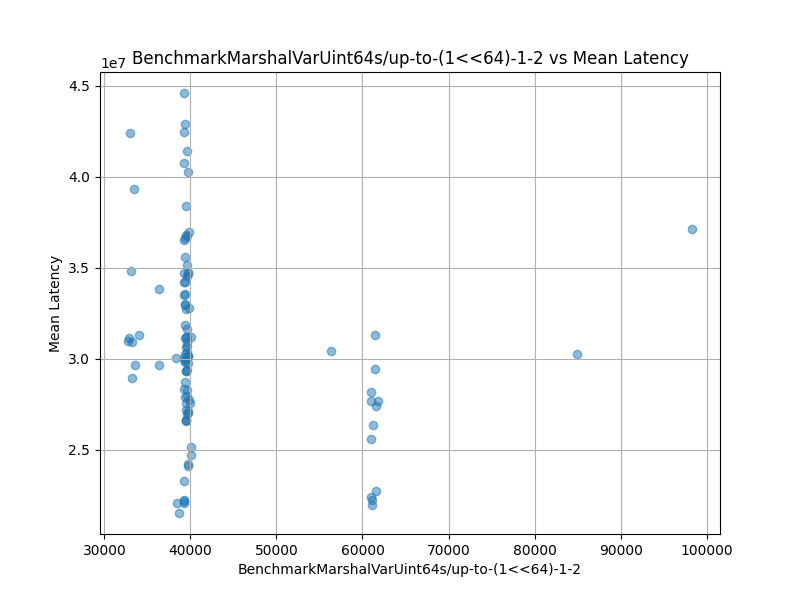 BenchmarkMarshalVarUint64s/up-to-(1<<64)-1-2 vs Mean Latency
1e7
4.5
4.0
3.5
3.0
2.5
Mean Latency
30000 40000 50000 60000 70000 80000 90000 100000
BenchmarkMarshalVarUint64s/up-to-(1<<64)-1-2